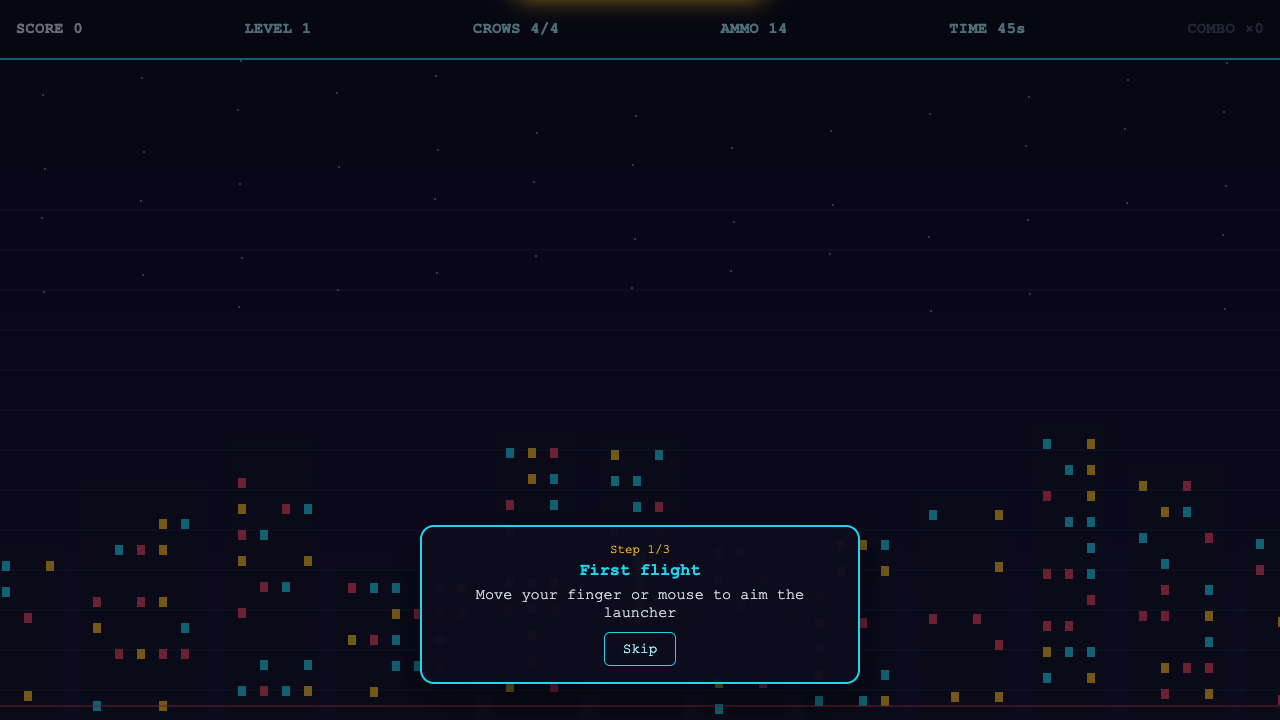 SCORE 0 LEVEL 1 CROWS 4/4 AMMO 14 TIME 45s COMBO ×0
Step 1/3
First flight
Move your finger or mouse to aim the
launcher
Skip